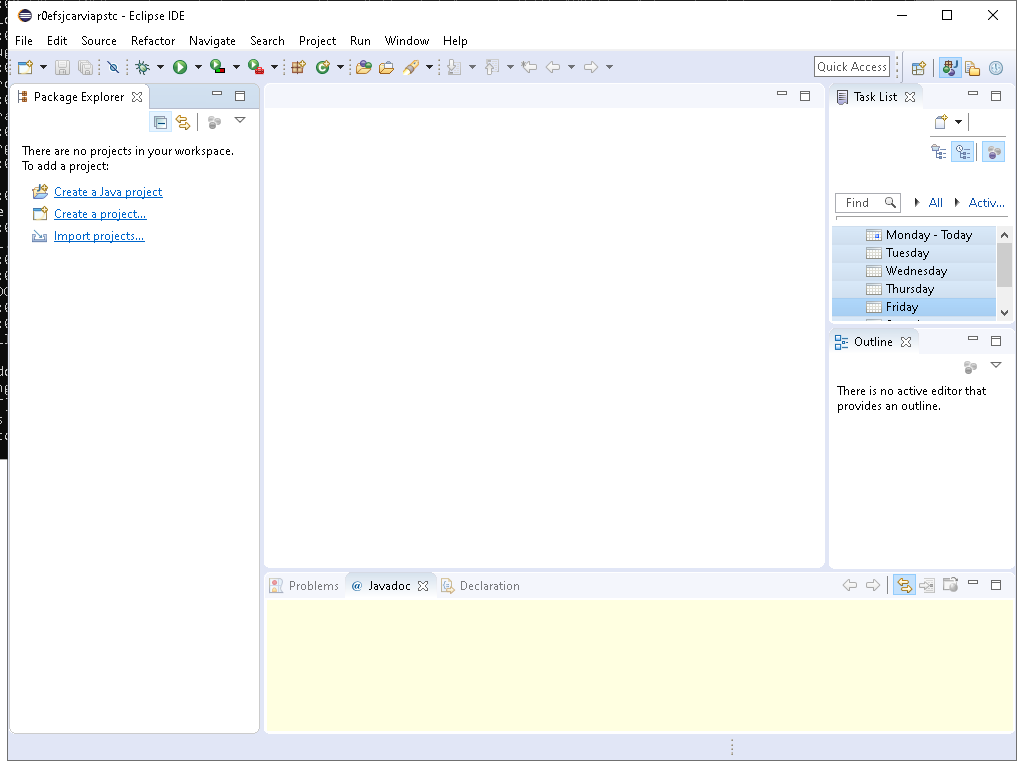 r0efsjcarviapstc - Eclipse IDE
File Edit Source Refactor Navigate Search Project Run Window Help
Quick Access
Package Explorer
There are no projects in your workspace.
To add a project:
Create a Java project
Create a project...
Import projects...
Task List
Find All Activ...
Monday - Today
Tuesday
Wednesday
Thursday
Friday
Outline
There is no active editor that
provides an outline.
Problems @ Javadoc Declaration